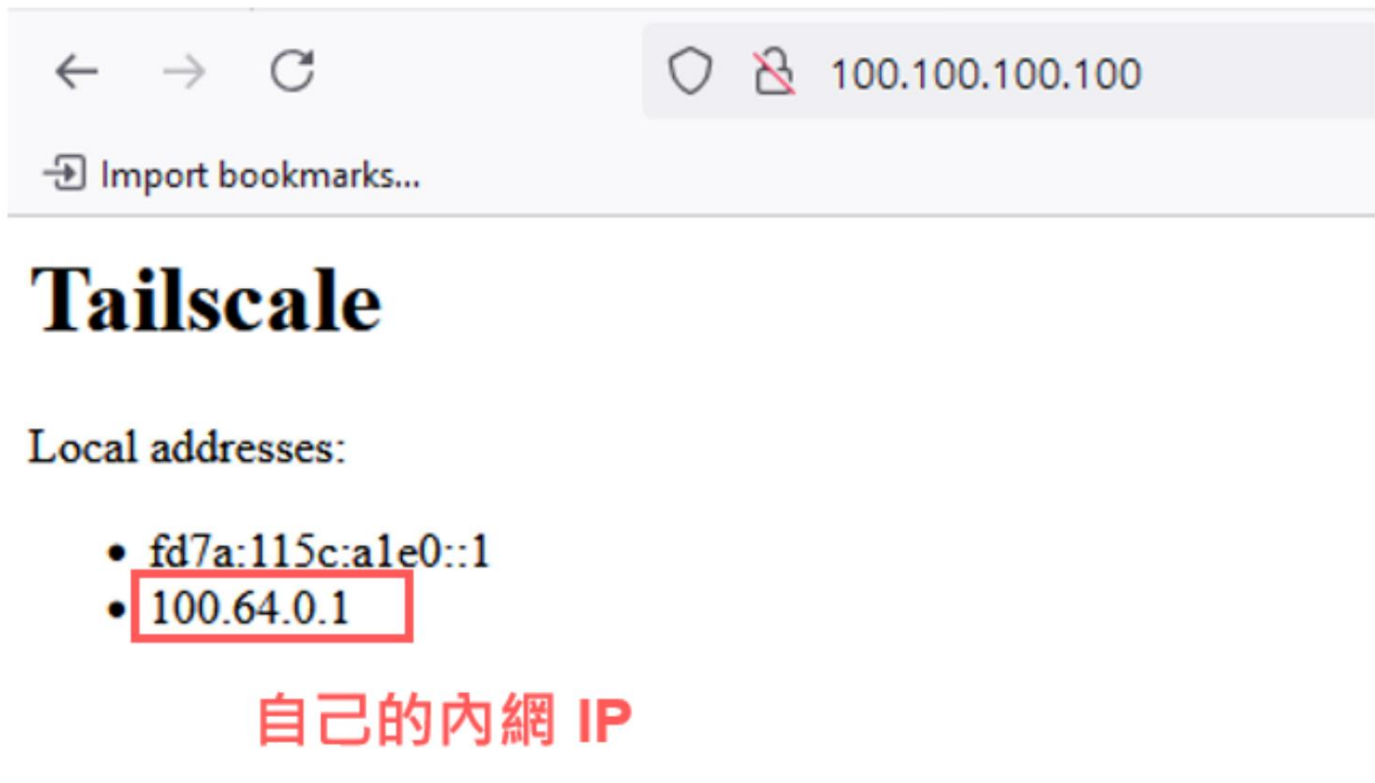 100.100.100.100
Import bookmarks...
Tailscale
Local addresses:
• fd7a:115c:a1e0::1
• 100.64.0.1
自己的內網 IP